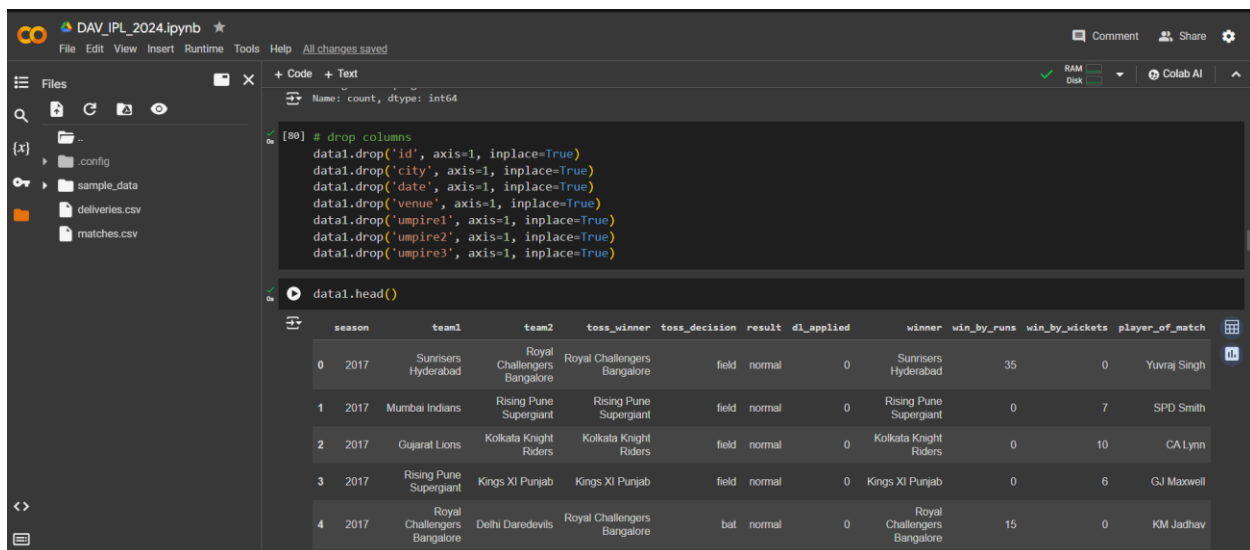 DAV_IPL_2024.ipynb
File Edit View Insert Runtime Tools Help All changes saved
Comment Share
Files
+ Code + Text
RAM
Disk
Colab AI
Name: count, dtype: int64
{x}
..
.config
sample_data
deliveries.csv
matches.csv
0s [80] # drop columns
data1.drop('id', axis=1, inplace=True)
data1.drop('city', axis=1, inplace=True)
data1.drop('date', axis=1, inplace=True)
data1.drop('venue', axis=1, inplace=True)
data1.drop('umpire1', axis=1, inplace=True)
data1.drop('umpire2', axis=1, inplace=True)
data1.drop('umpire3', axis=1, inplace=True)
0s data1.head()
season team1 team2 toss_winner toss_decision result dl_applied winner win_by_runs win_by_wickets player_of_match
0 2017 Sunrisers Hyderabad Royal Challengers Bangalore Royal Challengers Bangalore field normal 0 Sunrisers Hyderabad 35 0 Yuvraj Singh
1 2017 Mumbai Indians Rising Pune Supergiant Rising Pune Supergiant field normal 0 Rising Pune Supergiant 0 7 SPD Smith
2 2017 Gujarat Lions Kolkata Knight Riders Kolkata Knight Riders field normal 0 Kolkata Knight Riders 0 10 CA Lynn
3 2017 Rising Pune Supergiant Kings XI Punjab Kings XI Punjab field normal 0 Kings XI Punjab 0 6 GJ Maxwell
4 2017 Royal Challengers Bangalore Delhi Daredevils Royal Challengers Bangalore bat normal 0 Royal Challengers Bangalore 15 0 KM Jadhav